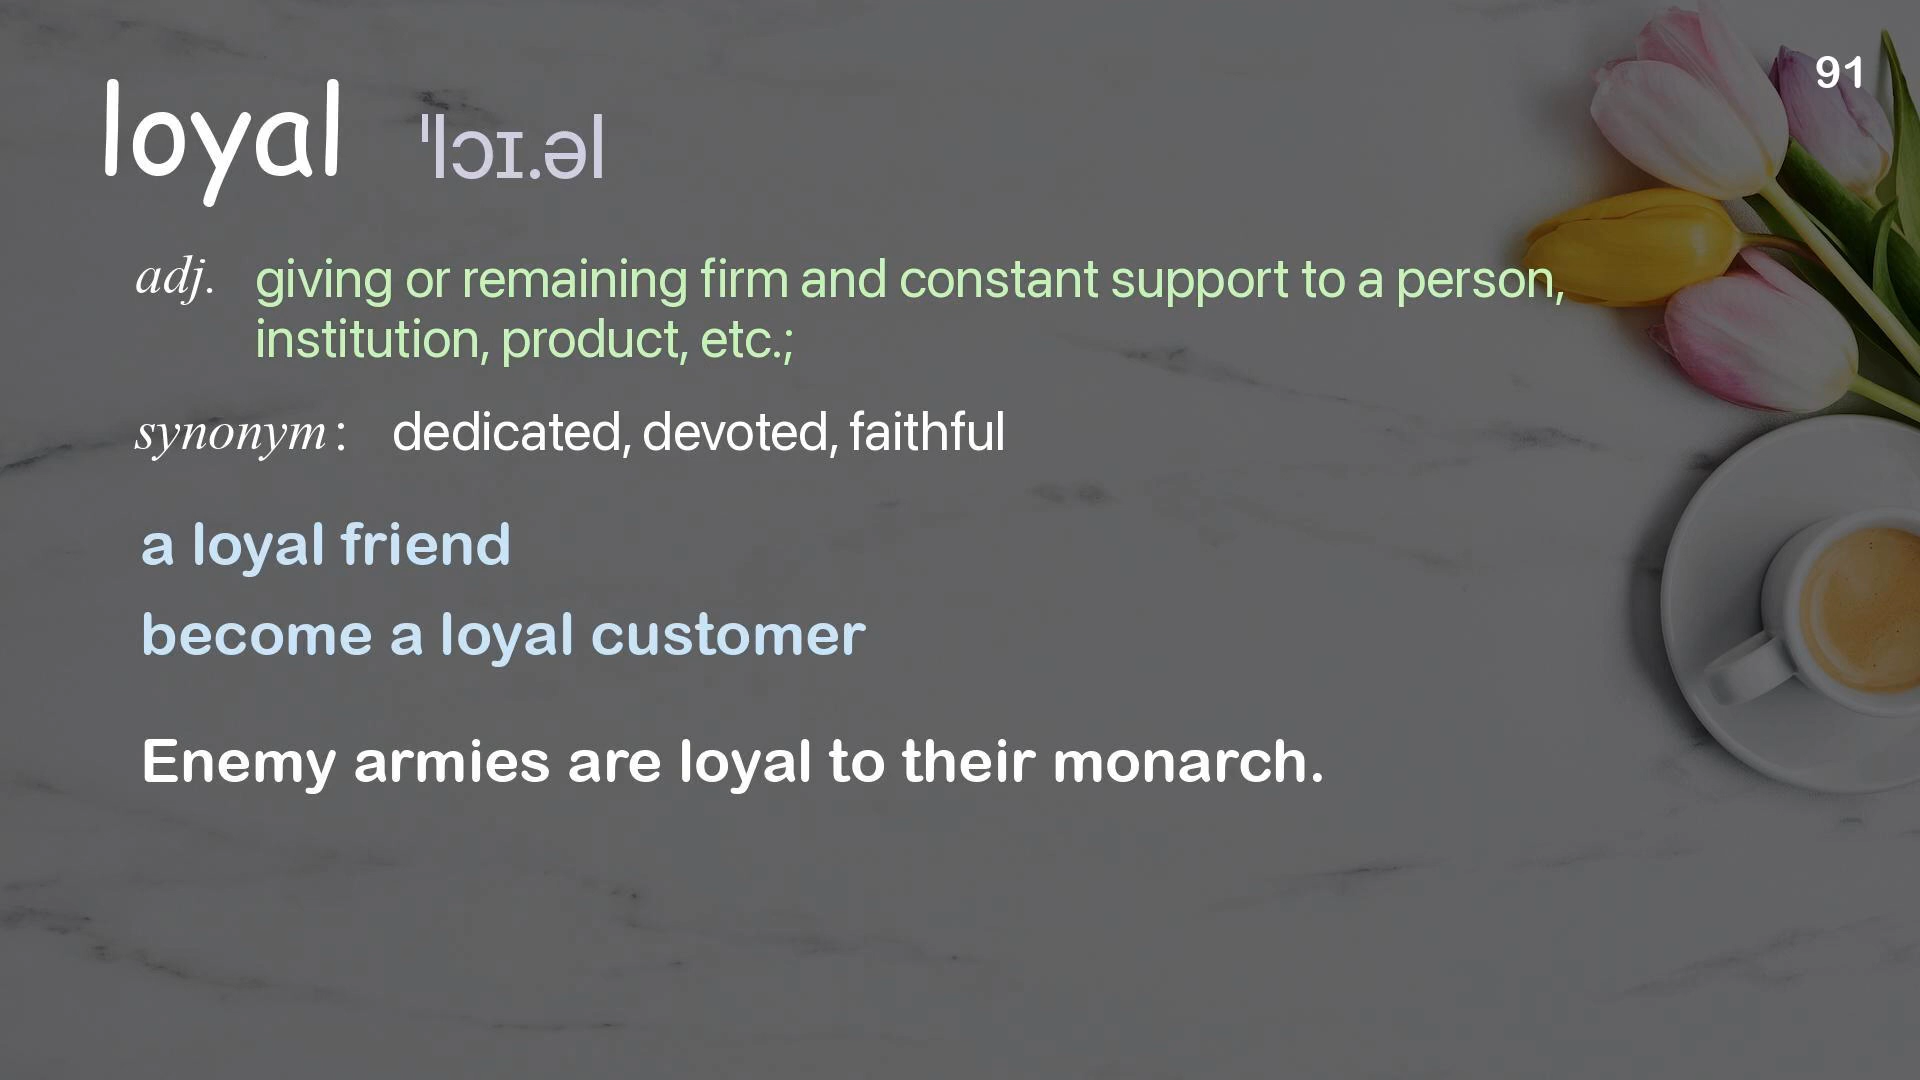 91
loyal ˈlɔɪ.əl
adj. giving or remaining firm and constant support to a person,
institution, product, etc.;
synonym: dedicated, devoted, faithful
a loyal friend
become a loyal customer
Enemy armies are loyal to their monarch.